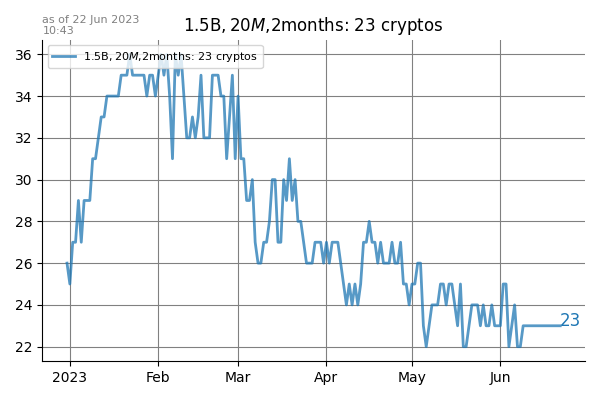 as of 22 Jun 2023
10:43
1.5B, 20M,2months: 23 cryptos
1.5B, 20M,2months: 23 cryptos
36
34
32
30
28
26
24
22
23
2023 Feb Mar Apr May Jun